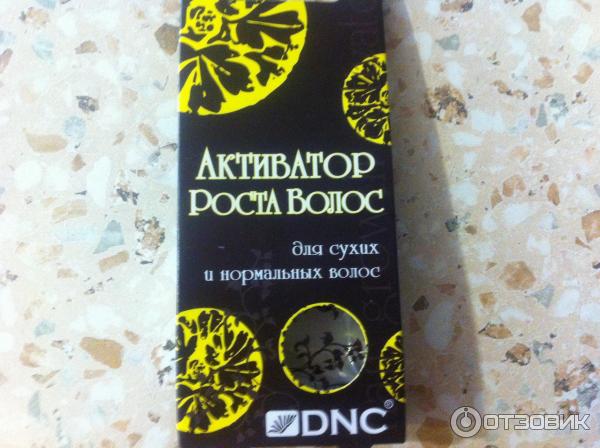 Активатор
Роста Волос
для сухих
и нормальных волос
DNC®
ОТЗОВИК